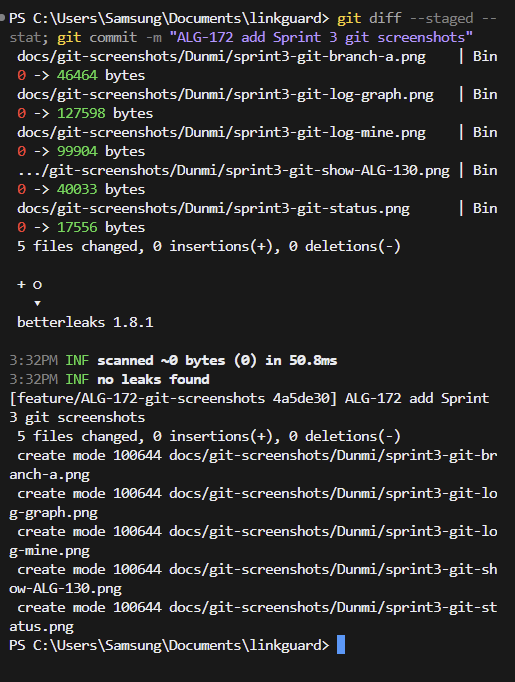 PS C:\Users\Samsung\Documents\linkguard> git diff --staged --
stat; git commit -m "ALG-172 add Sprint 3 git screenshots"
 docs/git-screenshots/Dunmi/sprint3-git-branch-a.png    | Bin
0 -> 46464 bytes
 docs/git-screenshots/Dunmi/sprint3-git-log-graph.png   | Bin
0 -> 127598 bytes
 docs/git-screenshots/Dunmi/sprint3-git-log-mine.png    | Bin
0 -> 99904 bytes
 .../git-screenshots/Dunmi/sprint3-git-show-ALG-130.png | Bin
0 -> 40033 bytes
 docs/git-screenshots/Dunmi/sprint3-git-status.png      | Bin
0 -> 17556 bytes
 5 files changed, 0 insertions(+), 0 deletions(-)
 + o
   ▾
 betterleaks 1.8.1
3:32PM INF scanned ~0 bytes (0) in 50.8ms
3:32PM INF no leaks found
[feature/ALG-172-git-screenshots 4a5de30] ALG-172 add Sprint
3 git screenshots
 5 files changed, 0 insertions(+), 0 deletions(-)
 create mode 100644 docs/git-screenshots/Dunmi/sprint3-git-br
anch-a.png
 create mode 100644 docs/git-screenshots/Dunmi/sprint3-git-lo
g-graph.png
 create mode 100644 docs/git-screenshots/Dunmi/sprint3-git-lo
g-mine.png
 create mode 100644 docs/git-screenshots/Dunmi/sprint3-git-sh
ow-ALG-130.png
 create mode 100644 docs/git-screenshots/Dunmi/sprint3-git-st
atus.png
PS C:\Users\Samsung\Documents\linkguard>